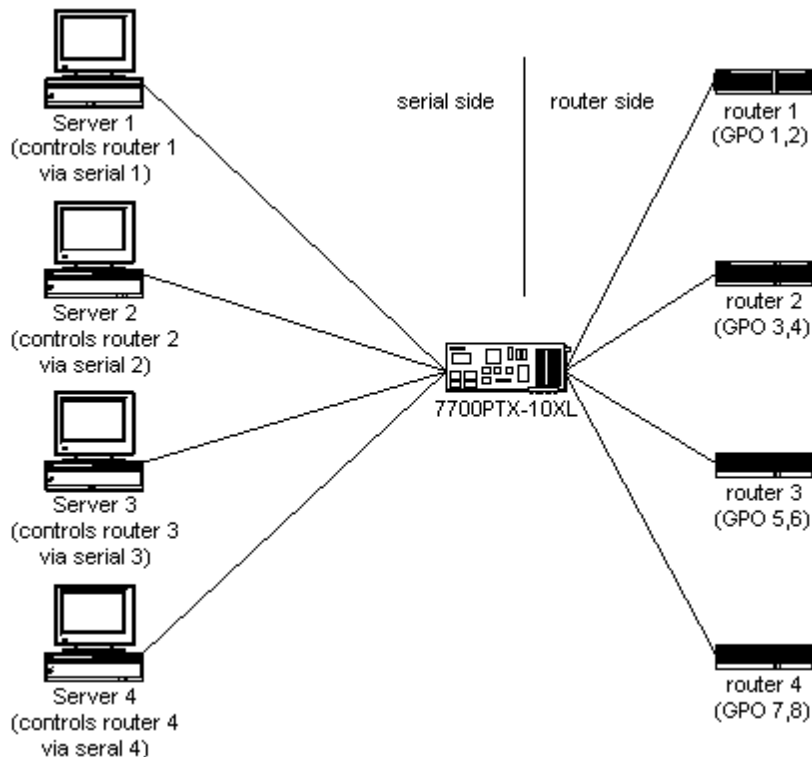 serial side
router side
Server 1
(controls router 1
via serial 1)
router 1
(GPO 1,2)
Server 2
(controls router 2
via serial 2)
router 2
(GPO 3,4)
7700PTX-10XL
Server 3
(controls router 3
via serial 3)
router 3
(GPO 5,6)
Server 4
(controls router 4
via seral 4)
router 4
(GPO 7,8)